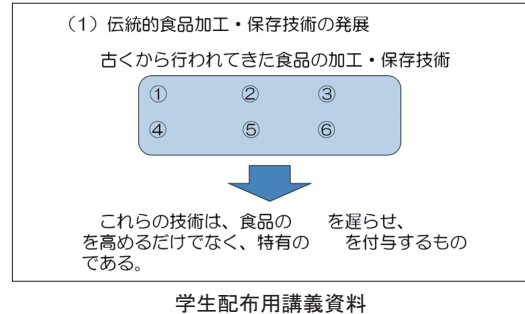 （1）伝統的食品加工・保存技術の発展
古くから行われてきた食品の加工・保存技術
① ② ③
④ ⑤ ⑥
これらの技術は、食品の　　を遅らせ、
を高めるだけでなく、特有の　　を付与するもの
である。
学生配布用講義資料